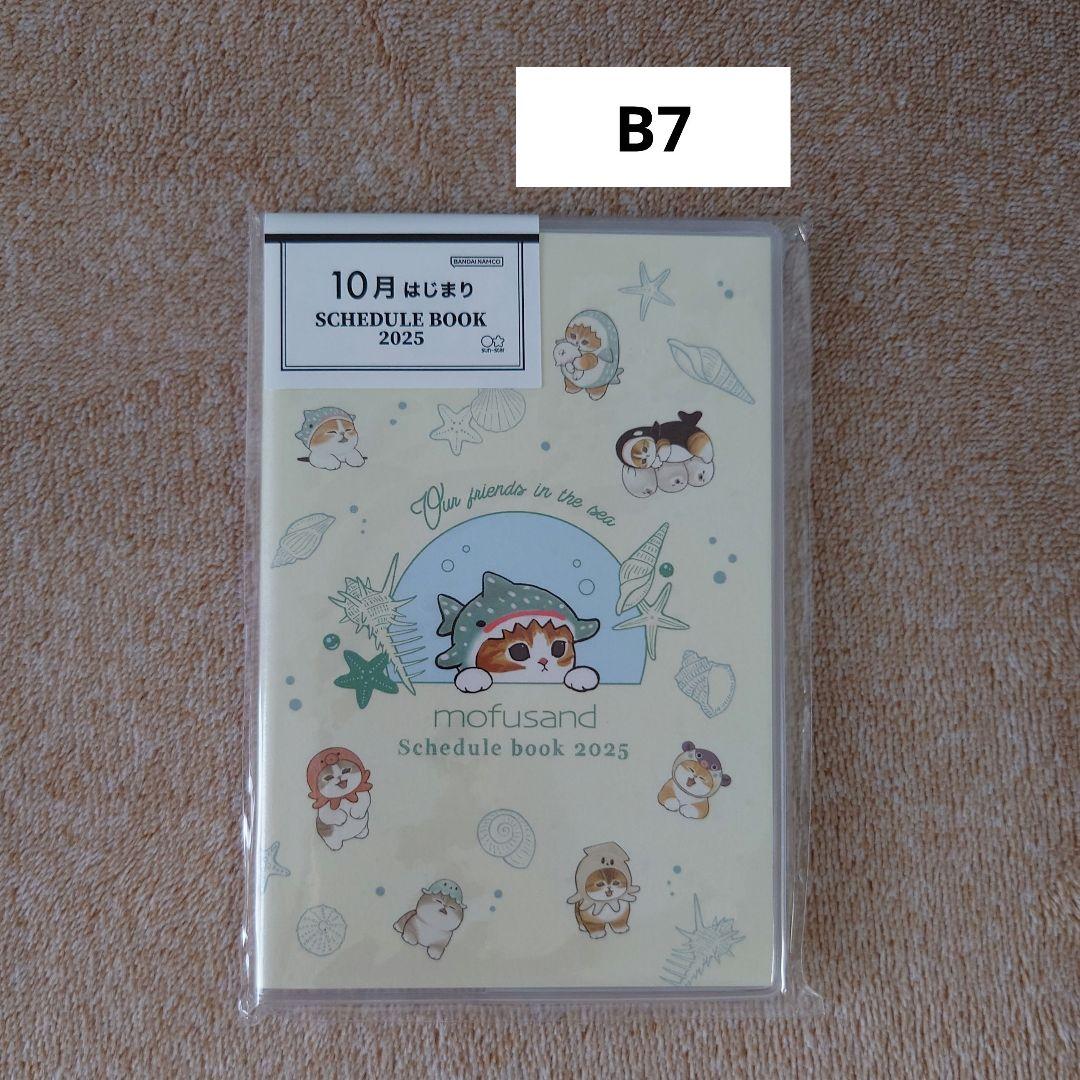 B7
BANDAI NAMCO
10月 はじまり
SCHEDULE BOOK
2025
sun-star
Our friends in the sea
mofusand
Schedule book 2025